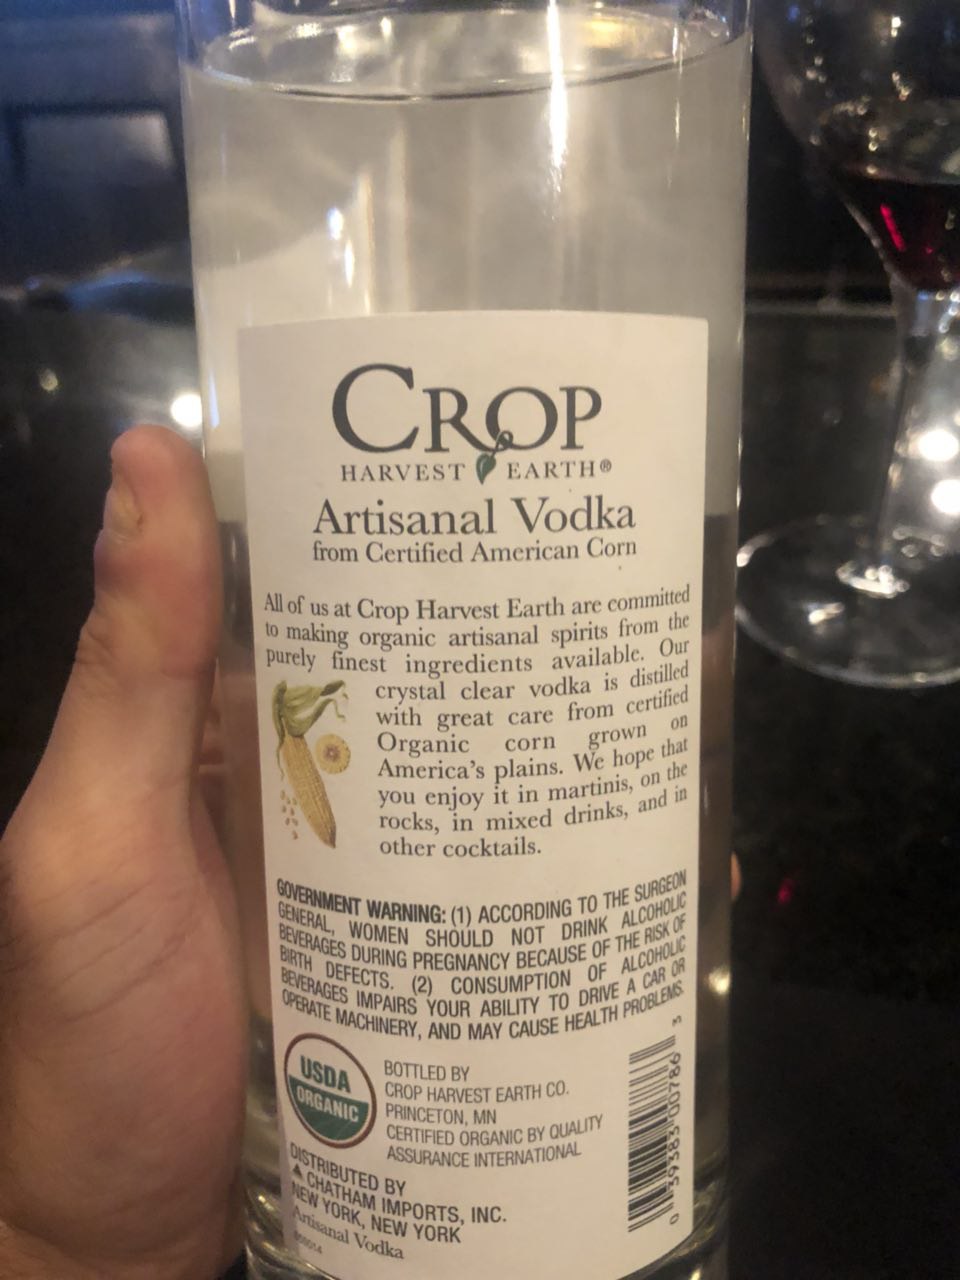 CROP
HARVEST EARTH®
Artisanal Vodka
from Certified American Corn
All of us at Crop Harvest Earth are committed
to making organic artisanal spirits from the
purely finest ingredients available. Our
crystal clear vodka is distilled
with great care from certified
Organic corn grown on
America's plains. We hope that
you enjoy it in martinis, on the
rocks, in mixed drinks, and in
other cocktails.
GOVERNMENT WARNING: (1) ACCORDING TO THE SURGEON
GENERAL, WOMEN SHOULD NOT DRINK ALCOHOLIC
BEVERAGES DURING PREGNANCY BECAUSE OF THE RISK OF
BIRTH DEFECTS. (2) CONSUMPTION OF ALCOHOLIC
BEVERAGES IMPAIRS YOUR ABILITY TO DRIVE A CAR OR
OPERATE MACHINERY, AND MAY CAUSE HEALTH PROBLEMS.
USDA
ORGANIC
BOTTLED BY
CROP HARVEST EARTH CO.
PRINCETON, MN
CERTIFIED ORGANIC BY QUALITY
ASSURANCE INTERNATIONAL
DISTRIBUTED BY
CHATHAM IMPORTS, INC.
NEW YORK, NEW YORK
Artisanal Vodka
0 39383 00786 3